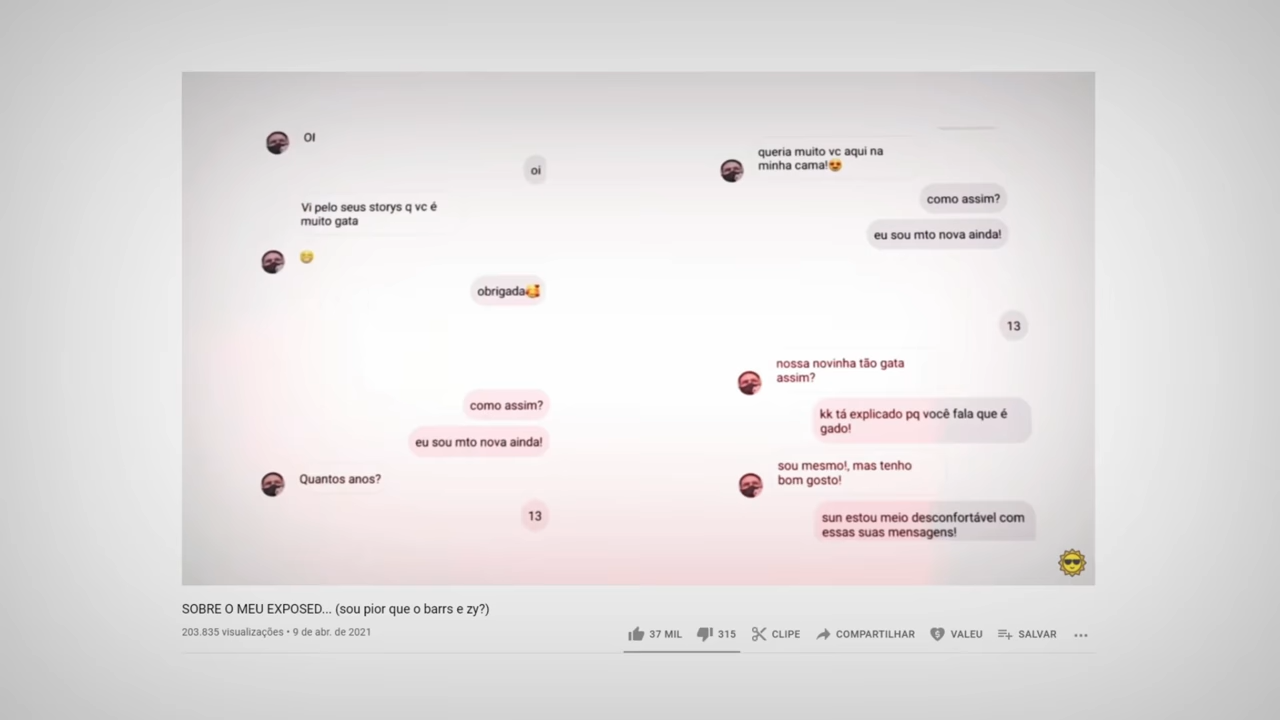 OI
oi
Vi pelo seus storys q vc é
muito gata
😁
obrigada🥰
como assim?
eu sou mto nova ainda!
Quantos anos?
13
queria muito vc aqui na
minha cama!😍
como assim?
eu sou mto nova ainda!
13
nossa novinha tão gata
assim?
kk tá explicado pq você fala que é
gado!
sou mesmo!, mas tenho
bom gosto!
sun estou meio desconfortável com
essas suas mensagens!
SOBRE O MEU EXPOSED... (sou pior que o barrs e zy?)
203.835 visualizações • 9 de abr. de 2021
37 MIL
315
CLIPE
COMPARTILHAR
VALEU
SALVAR